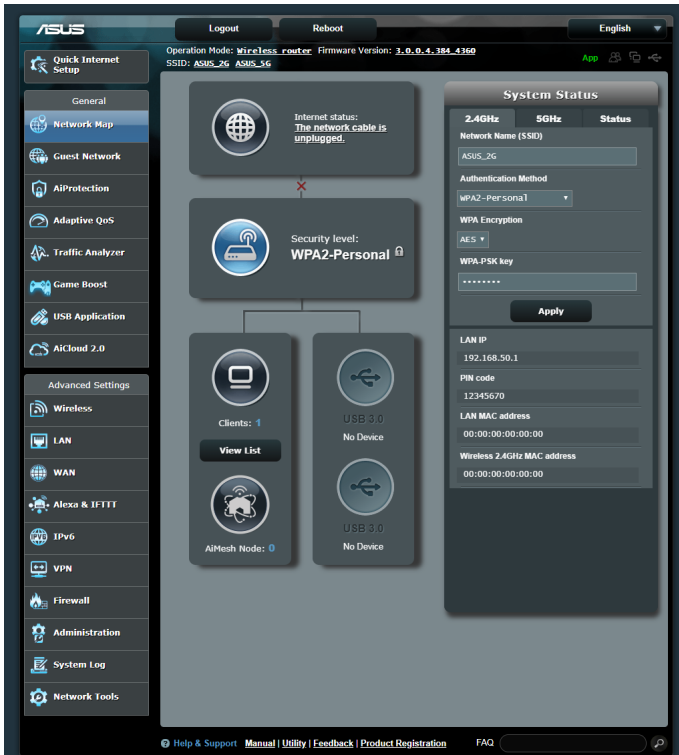 ASUS
Logout
Reboot
English
Quick Internet
Setup
Operation Mode: Wireless router Firmware Version: 3.0.0.4.384_4360
SSID: ASUS_2G ASUS_5G
App
General
Network Map
Guest Network
AiProtection
Adaptive QoS
Traffic Analyzer
Game Boost
USB Application
AiCloud 2.0
Advanced Settings
Wireless
LAN
WAN
Alexa & IFTTT
IPv6
VPN
Firewall
Administration
System Log
Network Tools
Internet status:
The network cable is
unplugged.
Security level:
WPA2-Personal
Clients: 1
View List
AiMesh Node: 0
USB 3.0
No Device
USB 3.0
No Device
System Status
2.4GHz
5GHz
Status
Network Name (SSID)
ASUS_2G
Authentication Method
WPA2-Personal
WPA Encryption
AES
WPA-PSK key
········
Apply
LAN IP
192.168.50.1
PIN code
12345670
LAN MAC address
00:00:00:00:00:00
Wireless 2.4GHz MAC address
00:00:00:00:00:00
Help & Support Manual | Utility | Feedback | Product Registration
FAQ